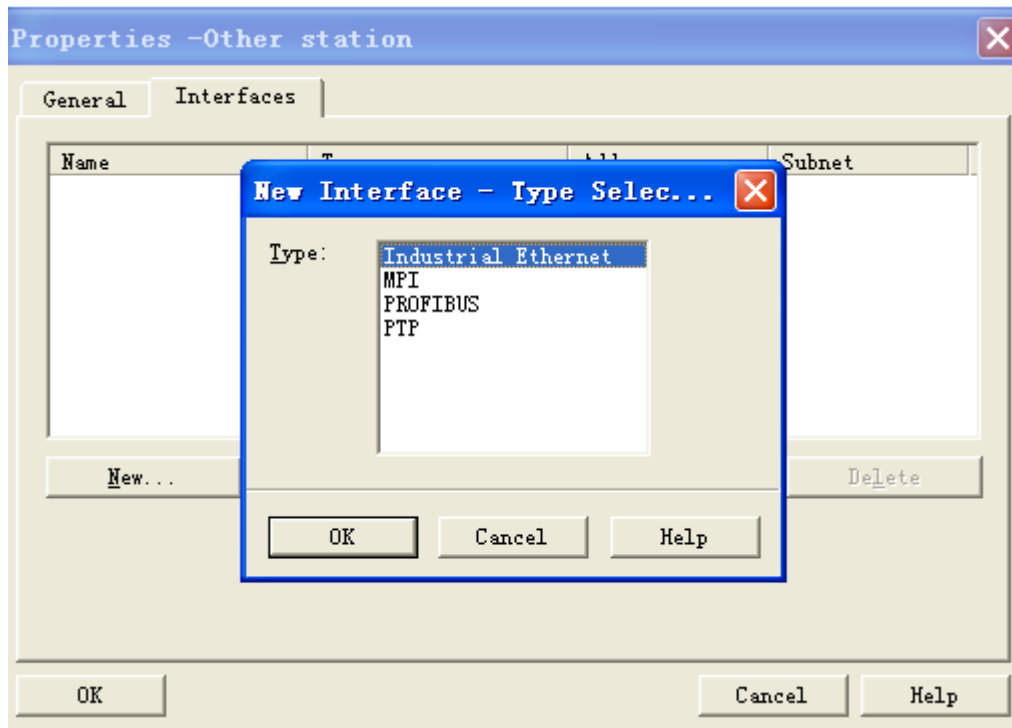 Properties -Other station
General Interfaces
Name Subnet
New Interface - Type Selec...
Type: Industrial Ethernet
MPI
PROFIBUS
PTP
New... Delete
OK Cancel Help
OK Cancel Help